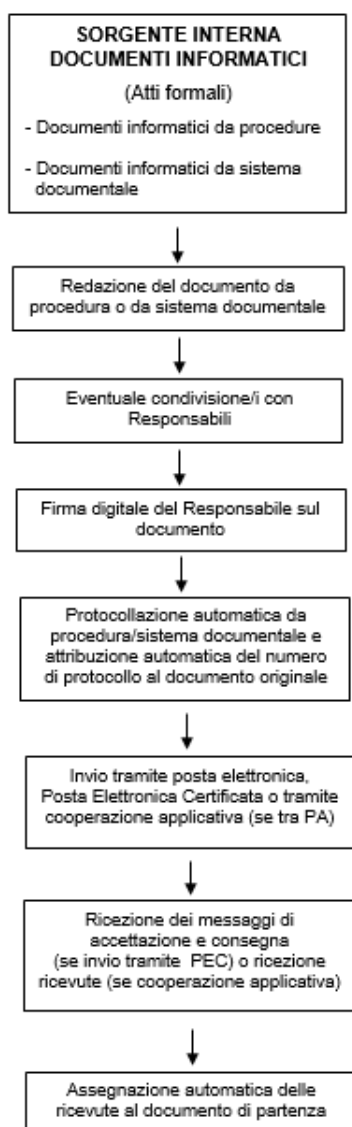 SORGENTE INTERNA
DOCUMENTI INFORMATICI
(Atti formali)
- Documenti informatici da procedure
- Documenti informatici da sistema
documentale
Redazione del documento da
procedura o da sistema documentale
Eventuale condivisione/i con
Responsabili
Firma digitale del Responsabile sul
documento
Protocollazione automatica da
procedura/sistema documentale e
attribuzione automatica del numero
di protocollo al documento originale
Invio tramite posta elettronica,
Posta Elettronica Certificata o tramite
cooperazione applicativa (se tra PA)
Ricezione dei messaggi di
accettazione e consegna
(se invio tramite PEC) o ricezione
ricevute (se cooperazione applicativa)
Assegnazione automatica delle
ricevute al documento di partenza